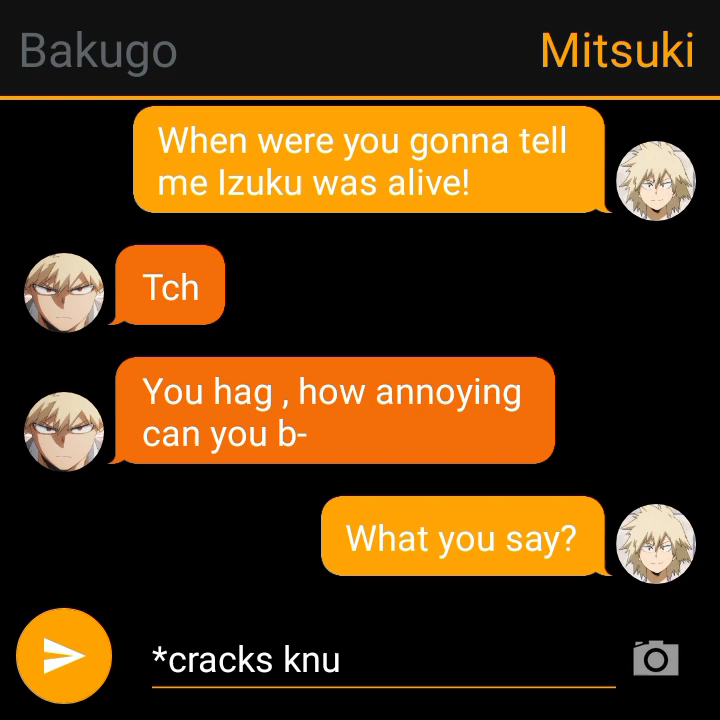 Bakugo
Mitsuki
When were you gonna tell
me Izuku was alive!
Tch
You hag , how annoying
can you b-
What you say?
*cracks knu